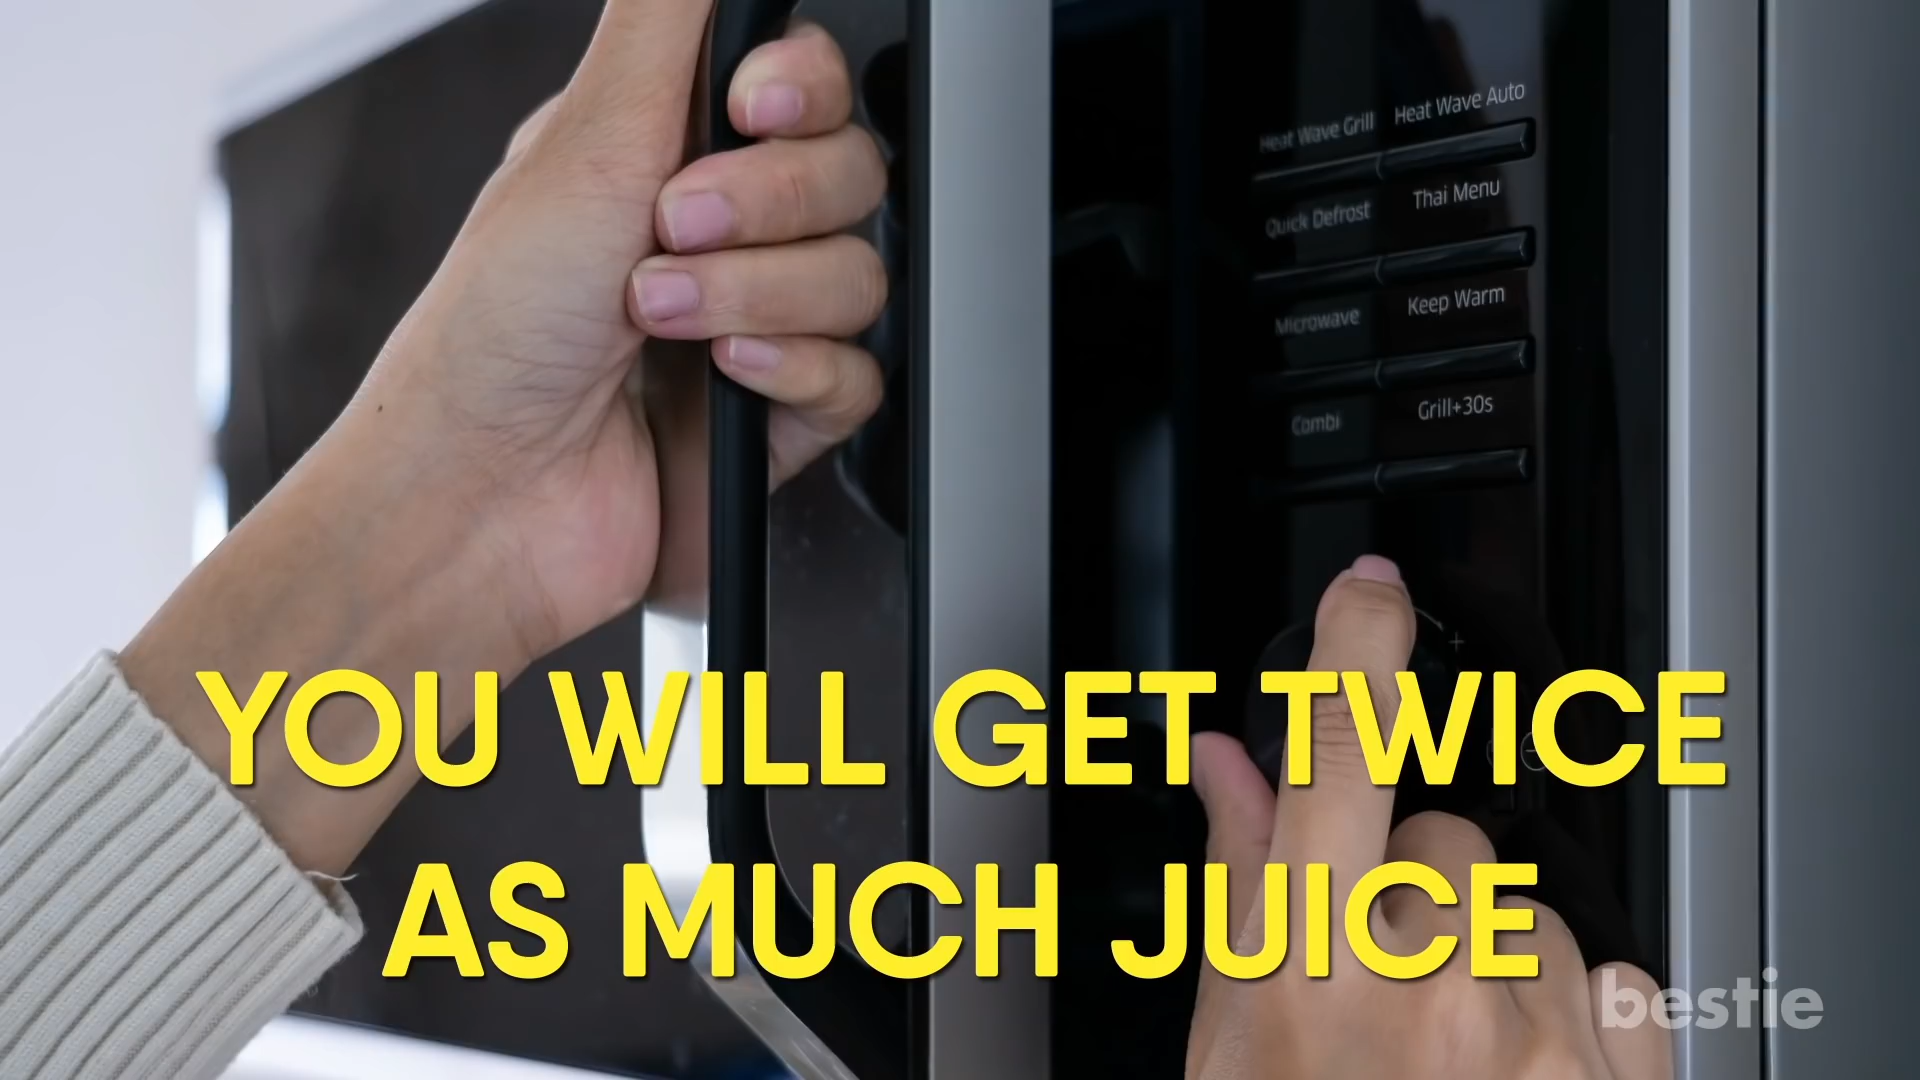 Heat Wave Grill
Heat Wave Auto
Quick Defrost
Thai Menu
Microwave
Keep Warm
Combi
Grill+30s
+
YOU WILL GET TWICE
AS MUCH JUICE
bestie